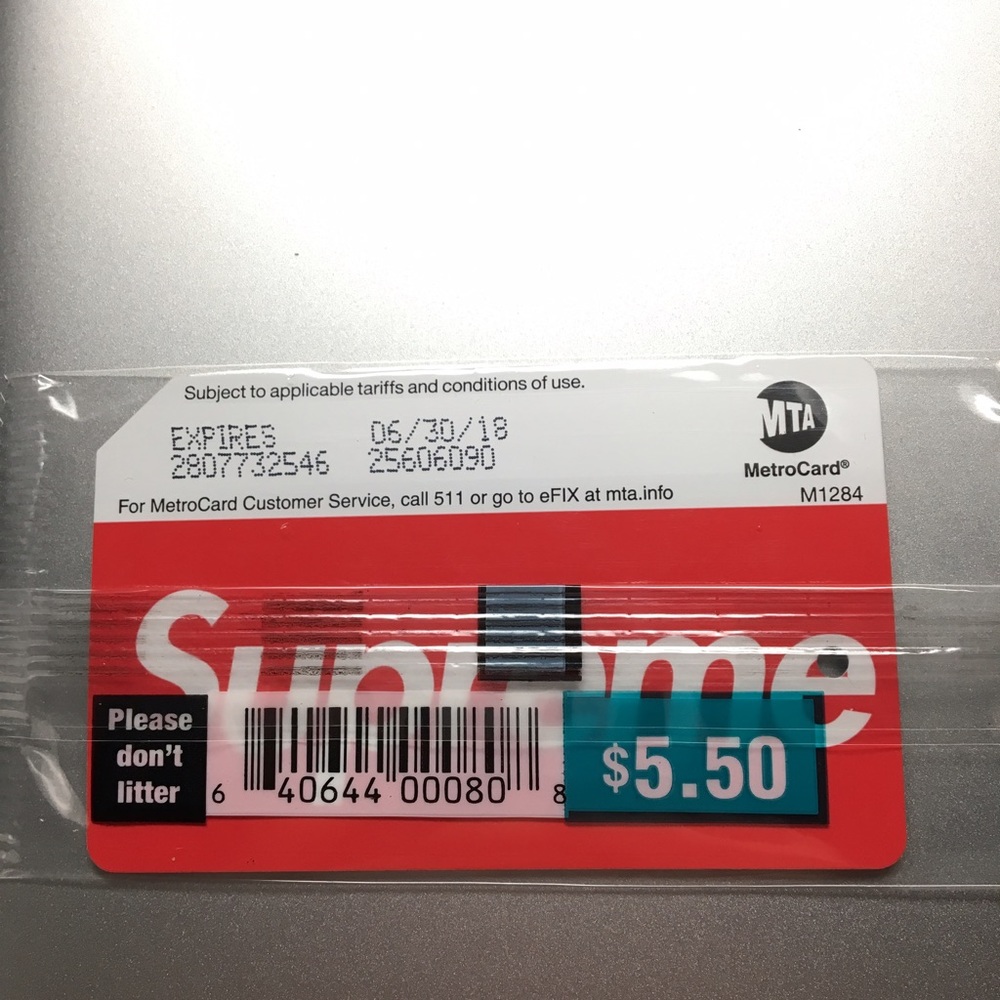 Subject to applicable tariffs and conditions of use.
EXPIRES 06/30/18
2807732546 25606090
MTA
MetroCard®
For MetroCard Customer Service, call 511 or go to eFIX at mta.info
M1284
Supreme
Please
don't
litter
6 40644 00080 8
$5.50